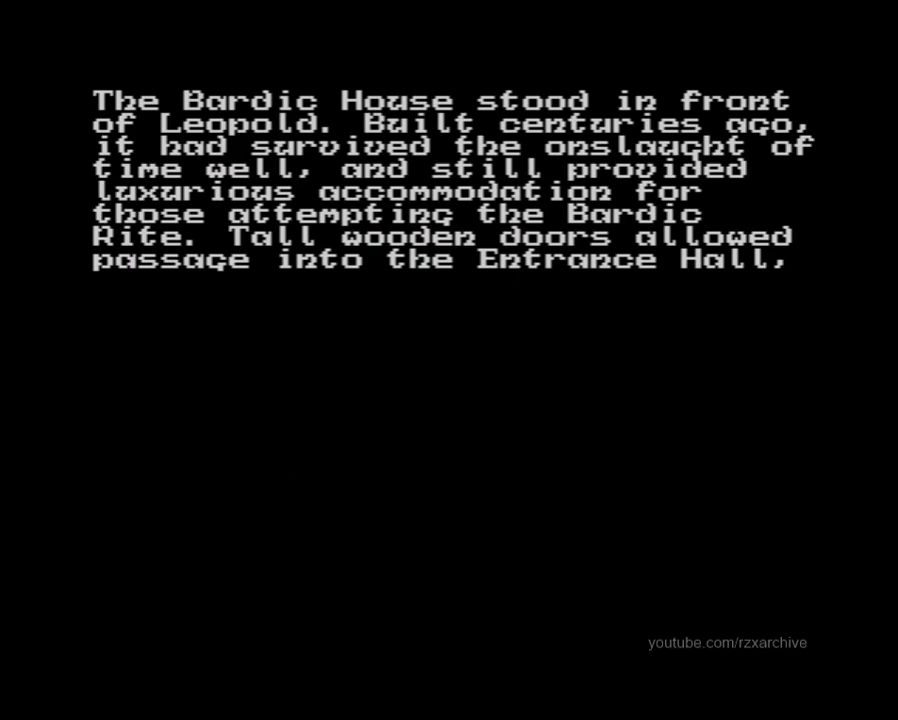 The Bardic House stood in front
of Leopold. Built centuries ago,
it had survived the onslaught of
time well, and still provided
luxurious accommodation for
those attempting the Bardic
Rite. Tall wooden doors allowed
passage into the Entrance Hall,
youtube.com/rzxarchive